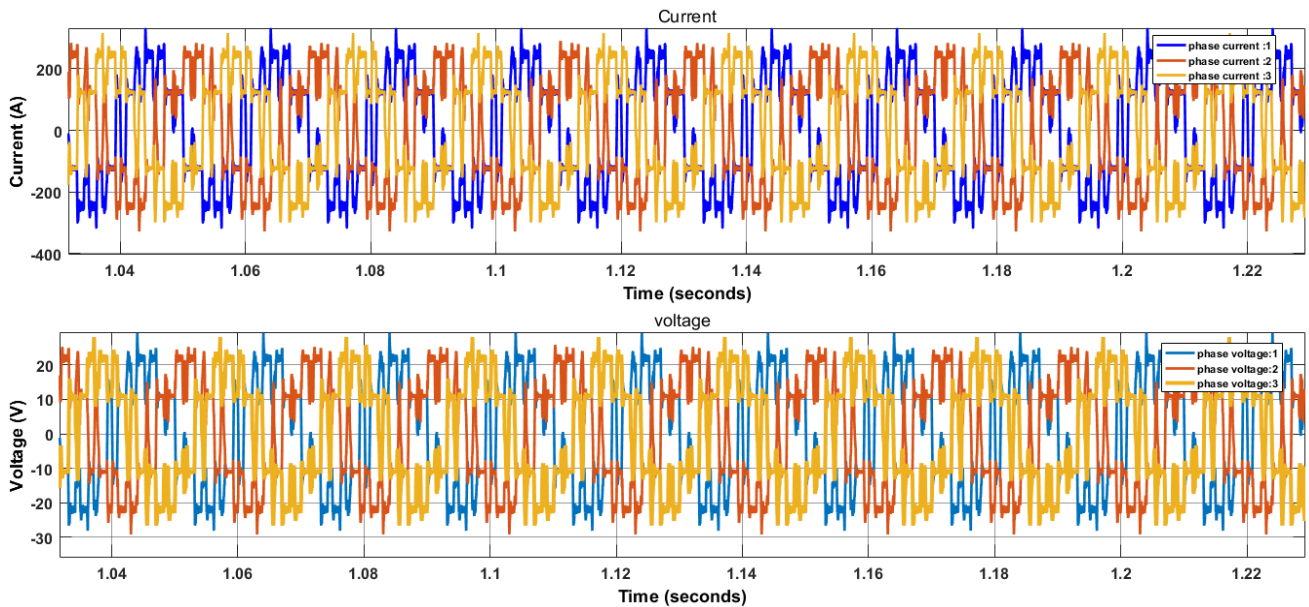 Current
phase current :1
phase current :2
phase current :3
200
0
-200
-400
Current (A)
1.04 1.06 1.08 1.1 1.12 1.14 1.16 1.18 1.2 1.22
Time (seconds)
voltage
phase voltage:1
phase voltage:2
phase voltage:3
20
10
0
-10
-20
-30
Voltage (V)
1.04 1.06 1.08 1.1 1.12 1.14 1.16 1.18 1.2 1.22
Time (seconds)